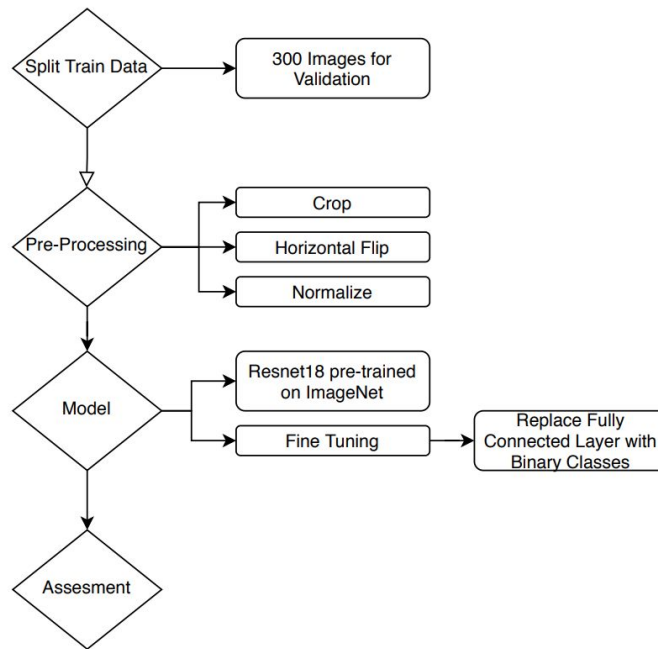 Split Train Data
300 Images for
Validation
Pre-Processing
Crop
Horizontal Flip
Normalize
Model
Resnet18 pre-trained
on ImageNet
Fine Tuning
Replace Fully
Connected Layer with
Binary Classes
Assesment